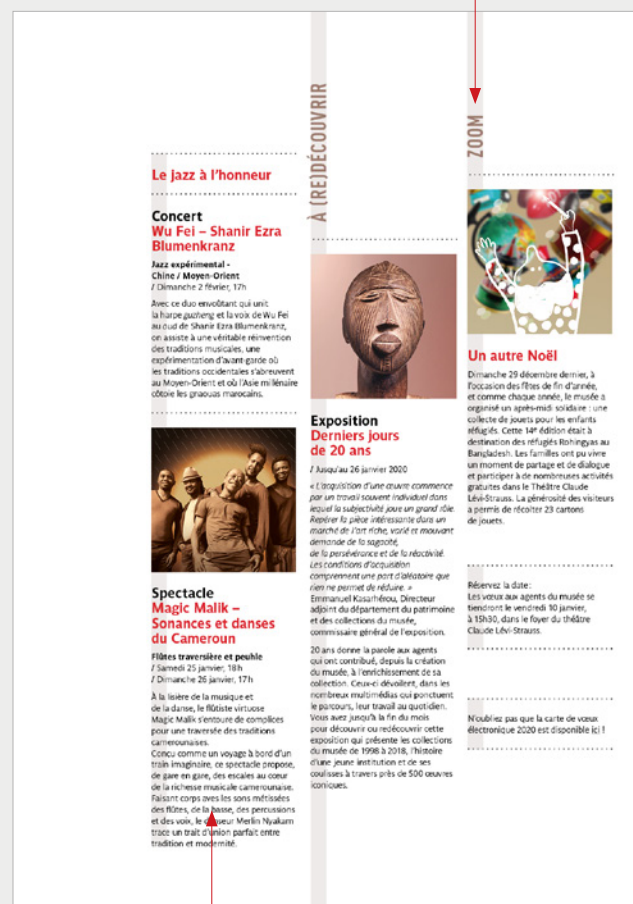 Le jazz à l'honneur
Concert
Wu Fei – Shanir Ezra
Blumenkranz
Jazz expérimental -
Chine / Moyen-Orient
/ Dimanche 2 février, 17h
Avec ce duo envoûtant qui unit
la harpe guzheng et la voix de Wu Fei
au oud de Shanir Ezra Blumenkranz,
on assiste à une véritable réinvention
des traditions musicales, une
expérimentation d'avant-garde où
les traditions occidentales s'abreuvent
au Moyen-Orient et où l'Asie millénaire
côtoie les gnaouas marocains.
Spectacle
Magic Malik –
Sonances et danses
du Cameroun
Flûtes traversière et peuhle
/ Samedi 25 janvier, 18h
/ Dimanche 26 janvier, 17h
À la lisière de la musique et
de la danse, le flûtiste virtuose
Magic Malik s'entoure de complices
pour une traversée des traditions
camerounaises.
Conçu comme un voyage à bord d'un
train imaginaire, ce spectacle propose,
de gare en gare, des escales au cœur
de la richesse musicale camerounaise.
Faisant corps avec les sons métissées
des flûtes, de la basse, des percussions
et des voix, le danseur Merlin Nyakam
trace un trait d'union parfait entre
tradition et modernité.
À (RE)DÉCOUVRIR
Exposition
Derniers jours
de 20 ans
/ Jusqu'au 26 janvier 2020
« L'acquisition d'une œuvre commence
par un travail souvent individuel dans
lequel la subjectivité joue un grand rôle.
Repérer la pièce intéressante dans un
marché de l'art riche, varié et mouvant
demande de la sagacité,
de la persévérance et de la réactivité.
Les conditions d'acquisition
comprennent une part d'aléatoire que
rien ne permet de réduire. »
Emmanuel Kasarhérou, Directeur
adjoint du département du patrimoine
et des collections du musée,
commissaire général de l'exposition.
20 ans donne la parole aux agents
qui ont contribué, depuis la création
du musée, à l'enrichissement de sa
collection. Ceux-ci dévoilent, dans les
nombreux multimédias qui ponctuent
le parcours, leur travail au quotidien.
Vous avez jusqu'à la fin du mois
pour découvrir ou redécouvrir cette
exposition qui présente les collections
du musée de 1998 à 2018, l'histoire
d'une jeune institution et de ses
coulisses à travers près de 500 œuvres
iconiques.
ZOOM
Un autre Noël
Dimanche 29 décembre dernier, à
l'occasion des fêtes de fin d'année,
et comme chaque année, le musée a
organisé un après-midi solidaire : une
collecte de jouets pour les enfants
réfugiés. Cette 14e édition était à
destination des réfugiés Rohingyas au
Bangladesh. Les familles ont pu vivre
un moment de partage et de dialogue
et participer à de nombreuses activités
gratuites dans le Théâtre Claude
Lévi-Strauss. La générosité des visiteurs
a permis de récolter 23 cartons
de jouets.
Réservez la date :
Les vœux aux agents du musée se
tiendront le vendredi 10 janvier,
à 15h30, dans le foyer du théâtre
Claude Lévi-Strauss.
N'oubliez pas que la carte de vœux
électronique 2020 est disponible ici !